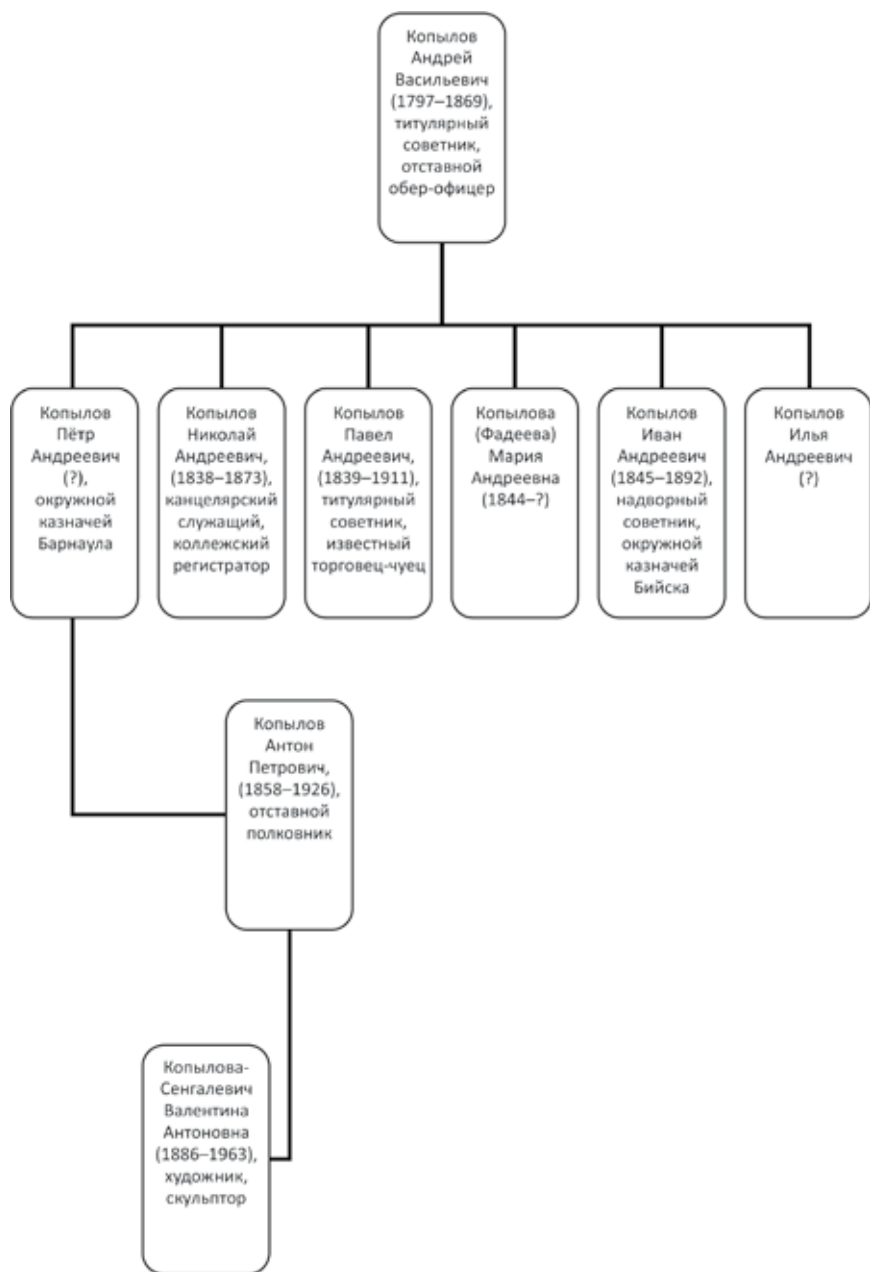 Копылов
Андрей
Васильевич
(1797–1869),
титулярный
советник,
отставной
обер-офицер
Копылов
Пётр
Андреевич
(?),
окружной
казначей
Барнаула
Копылов
Николай
Андреевич,
(1838–1873),
канцелярский
служащий,
коллежский
регистратор
Копылов
Павел
Андреевич,
(1839–1911),
титулярный
советник,
известный
торговец-чуец
Копылова
(Фадеева)
Мария
Андреевна
(1844–?)
Копылов
Иван
Андреевич
(1845–1892),
надворный
советник,
окружной
казначей
Бийска
Копылов
Илья
Андреевич
(?)
Копылов
Антон
Петрович,
(1858–1926),
отставной
полковник
Копылова-
Сенгалевич
Валентина
Антоновна
(1886–1963),
художник,
скульптор